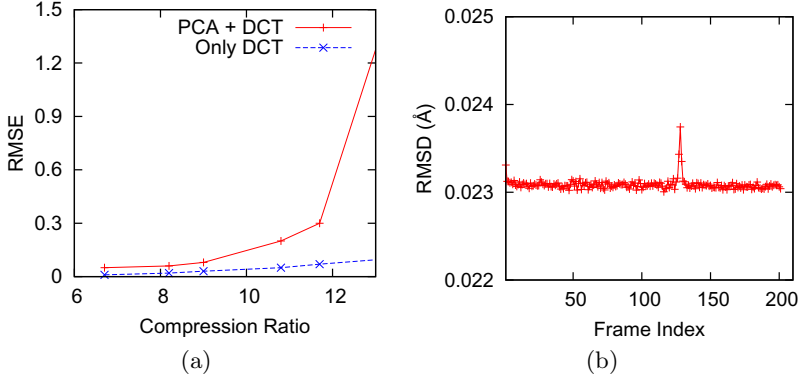 1.5
1.2
0.9
0.6
0.3
0
RMSE
PCA + DCT
Only DCT
6
8
10
12
Compression Ratio
(a)
0.025
0.024
0.023
0.022
RMSD (Å)
50
100
150
200
Frame Index
(b)